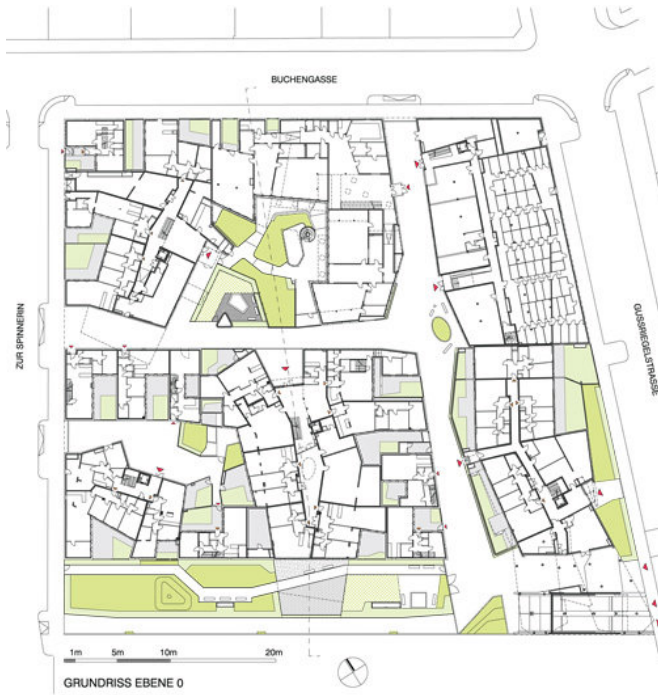 BUCHENGASSE
ZUR SPINNERIN
GUSSRIEGELSTRASSE
1m 5m 10m 20m
GRUNDRISS EBENE 0